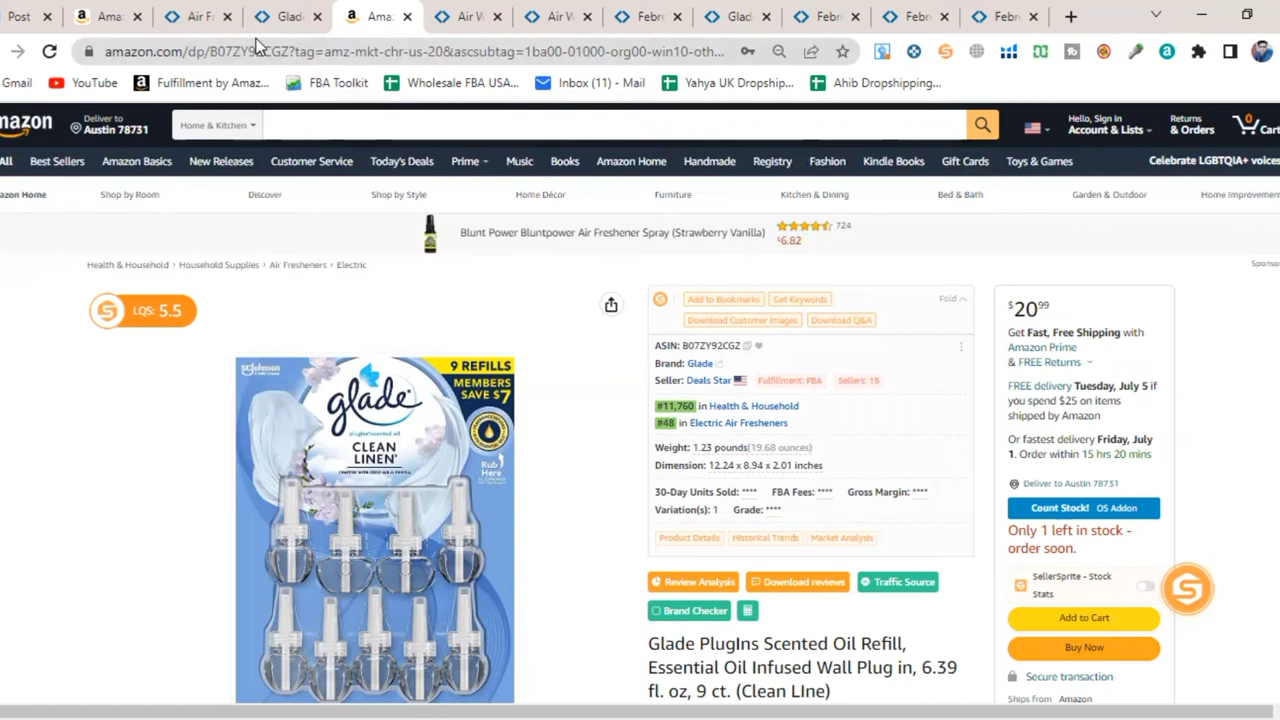 Post
Ama:
Air Fr
Glade
Ama:
Air W
Air W
Febre
Glad
Febr
Febr
Febr
amazon.com/dp/B07ZY92CGZ?tag=amz-mkt-chr-us-20&ascsubtag=1ba00-01000-org00-win10-oth...
Gmail
YouTube
Fulfillment by Amaz...
FBA Toolkit
Wholesale FBA USA...
Inbox (11) - Mail
Yahya UK Dropship...
Ahib Dropshipping...
mazon
Deliver to
Austin 78731
Home & Kitchen
Hello, Sign in
Account & Lists
Returns
& Orders
0
Cart
All
Best Sellers
Amazon Basics
New Releases
Customer Service
Today's Deals
Prime
Music
Books
Amazon Home
Handmade
Registry
Fashion
Kindle Books
Gift Cards
Toys & Games
Celebrate LGBTQIA+ voices
azon Home
Shop by Room
Discover
Shop by Style
Home Décor
Furniture
Kitchen & Dining
Bed & Bath
Garden & Outdoor
Home Improvemen
Blunt Power Bluntpower Air Freshener Spray (Strawberry Vanilla)
724
$6.82
Health & Household › Household Supplies › Air Fresheners › Electric
Sponso
LQS: 5.5
Add to Bookmarks
Get Keywords
Fold
Download Customer Images
Download Q&A
ASIN: B07ZY92CGZ
Brand: Glade
Seller: Deals Star
Fulfillment: FBA
Sellers: 15
#11,760 in Health & Household
#48 in Electric Air Fresheners
Weight: 1.23 pounds(19.68 ounces)
Dimension: 12.24 x 8.94 x 2.01 inches
30-Day Units Sold: **** FBA Fees: **** Gross Margin: ****
Variation(s): 1 Grade: ****
Product Details
Historical Trends
Market Analysis
Review Analysis
Download reviews
Traffic Source
Brand Checker
Glade PlugIns Scented Oil Refill,
Essential Oil Infused Wall Plug in, 6.39
fl. oz, 9 ct. (Clean LIne)
SC Johnson
9 REFILLS
MEMBERS
SAVE $7
glade
plugins scented oil
CLEAN
LINEN
Rub
Here
$20.99
Get Fast, Free Shipping with
Amazon Prime
& FREE Returns
FREE delivery Tuesday, July 5 if
you spend $25 on items
shipped by Amazon
Or fastest delivery Friday, July
1. Order within 15 hrs 20 mins
Deliver to Austin 78731
Count Stock! OS Addon
Only 1 left in stock -
order soon.
SellerSprite - Stock
Stats
Add to Cart
Buy Now
Secure transaction
Ships from Amazon